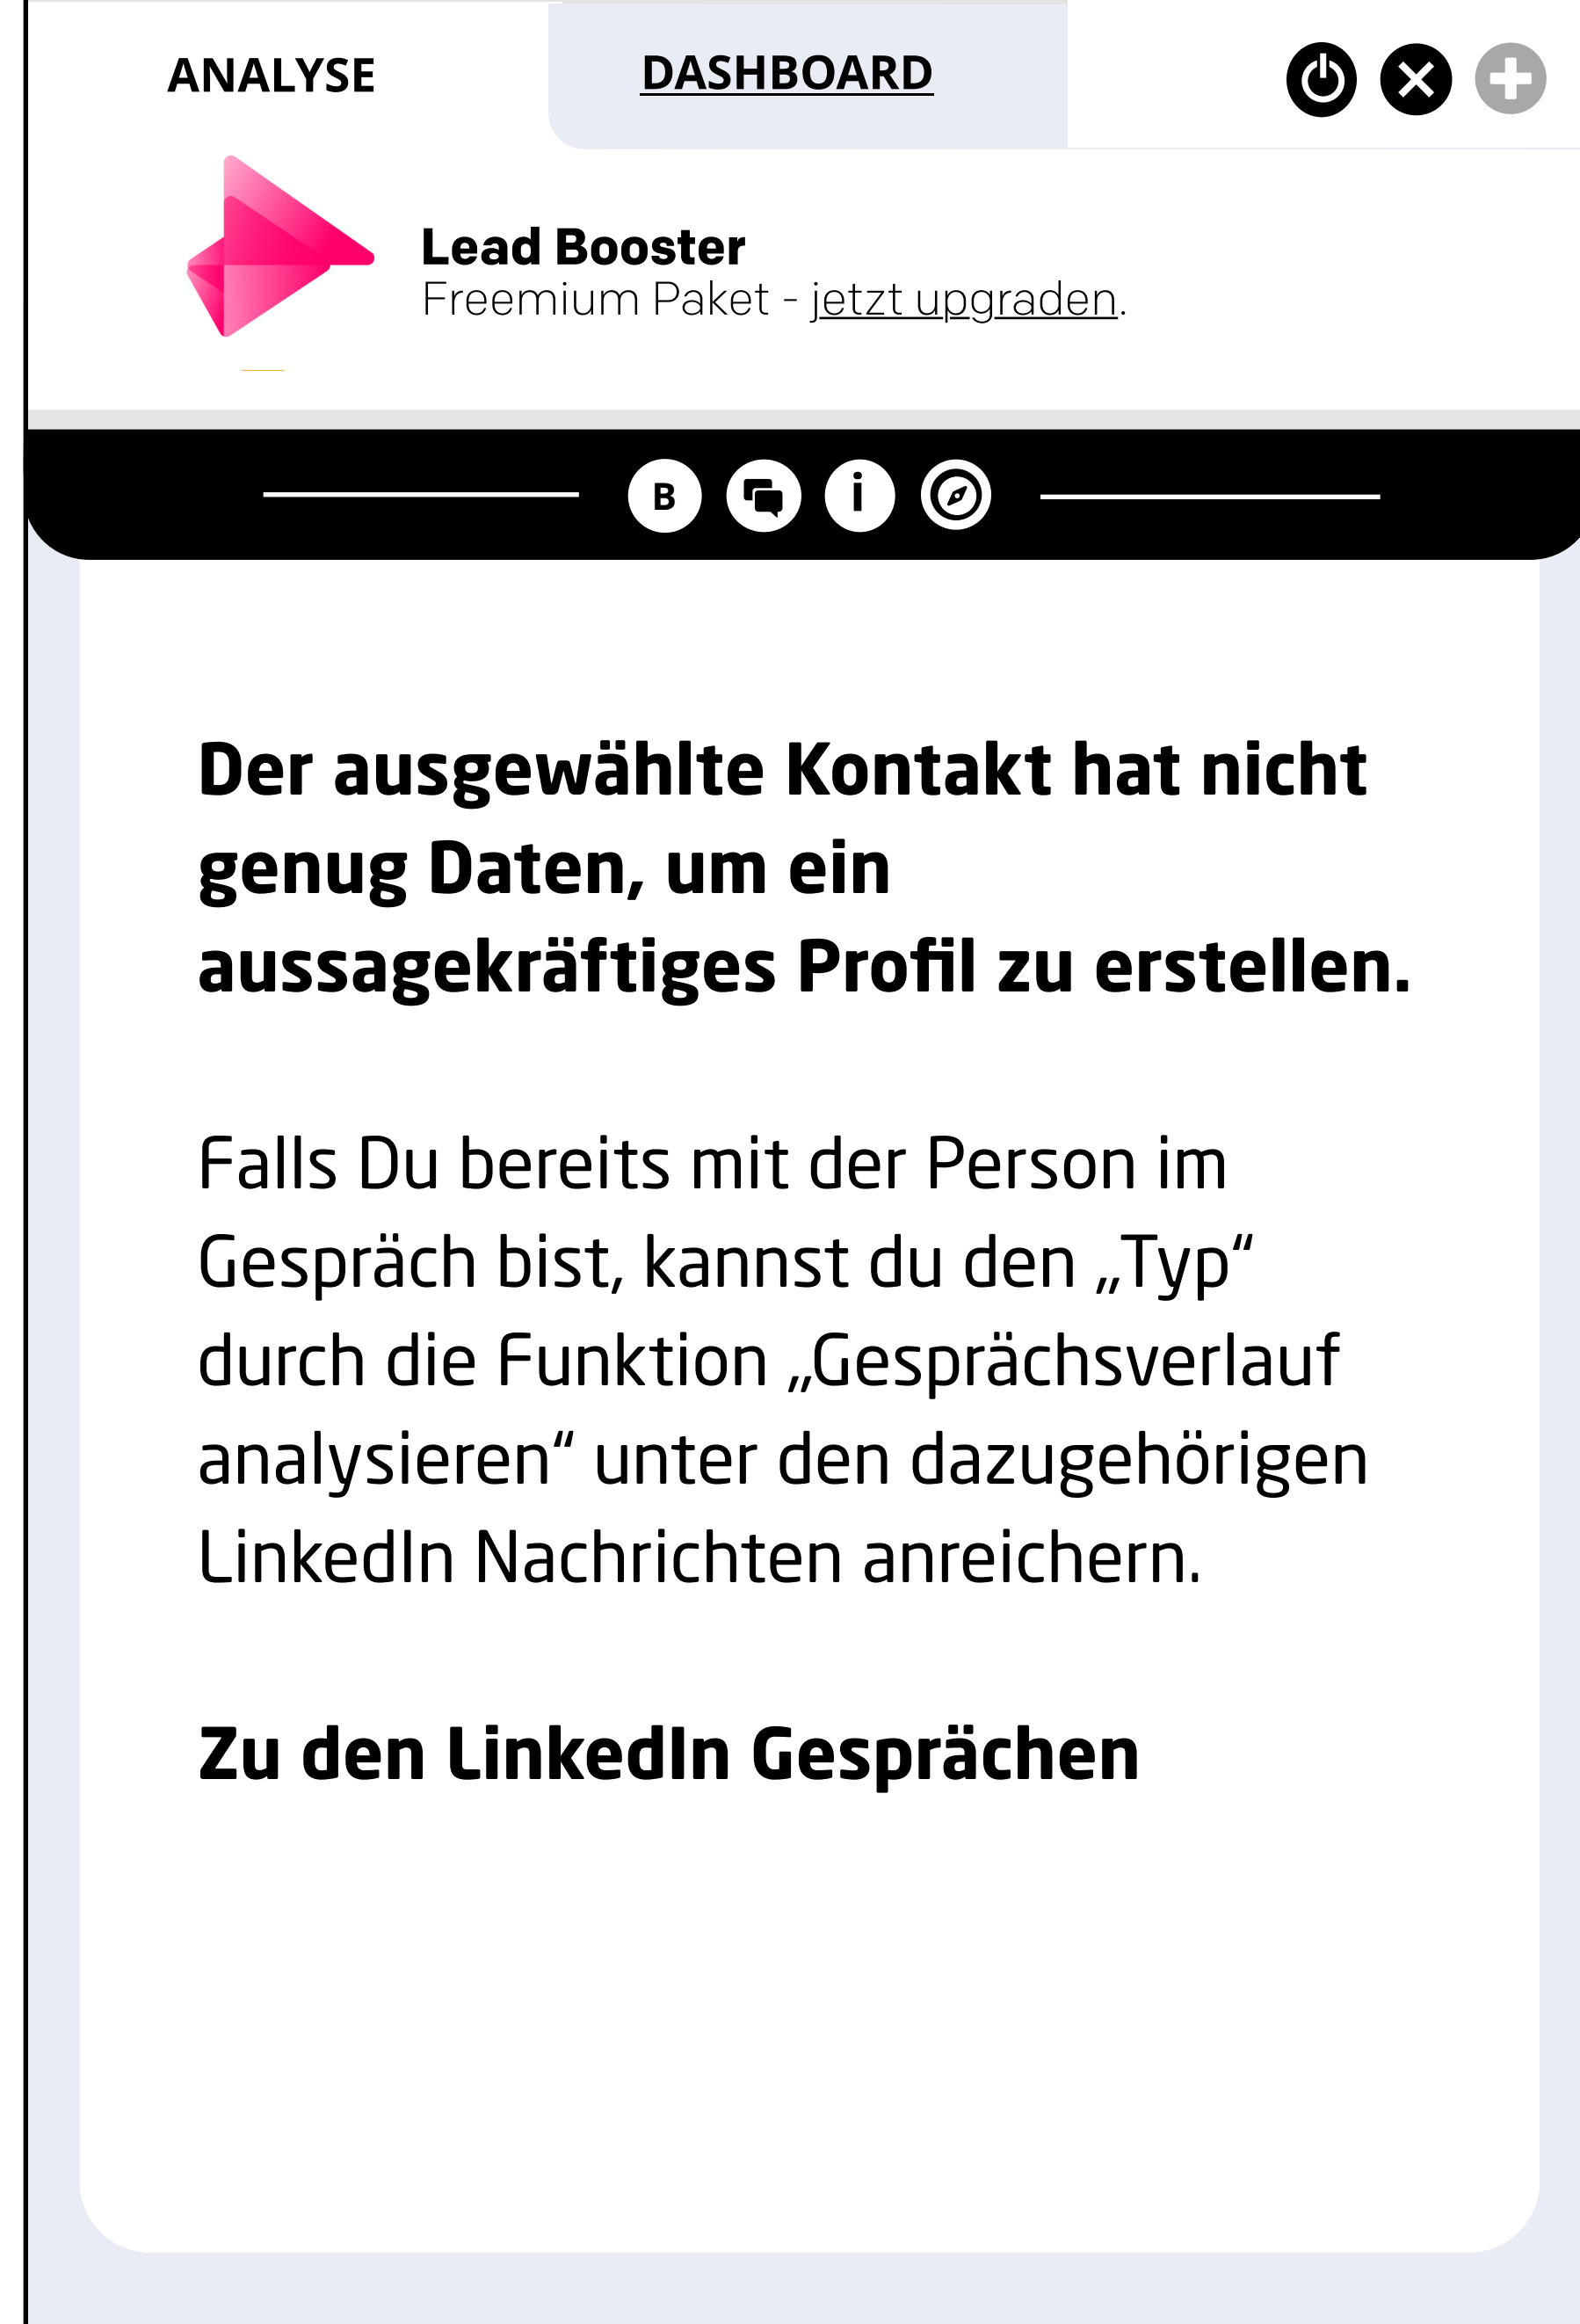 ANALYSE
DASHBOARD
Lead Booster
Freemium Paket - jetzt upgraden.
B
i
Der ausgewählte Kontakt hat nicht
genug Daten, um ein
aussagekräftiges Profil zu erstellen.
Falls Du bereits mit der Person im
Gespräch bist, kannst du den „Typ“
durch die Funktion „Gesprächsverlauf
analysieren“ unter den dazugehörigen
LinkedIn Nachrichten anreichern.
Zu den LinkedIn Gesprächen